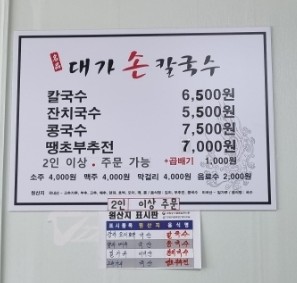 대가 손 칼국수
칼국수 6,500원
잔치국수 5,500원
콩국수 7,500원
땡초부추전 7,000원
2인 이상 . 주문 가능 *곱빼기 1,000원
소주 4,000원 맥주 4,000원 막걸리 4,000원 음료수 2,000원
2인 이상 주문
원산지 표시판